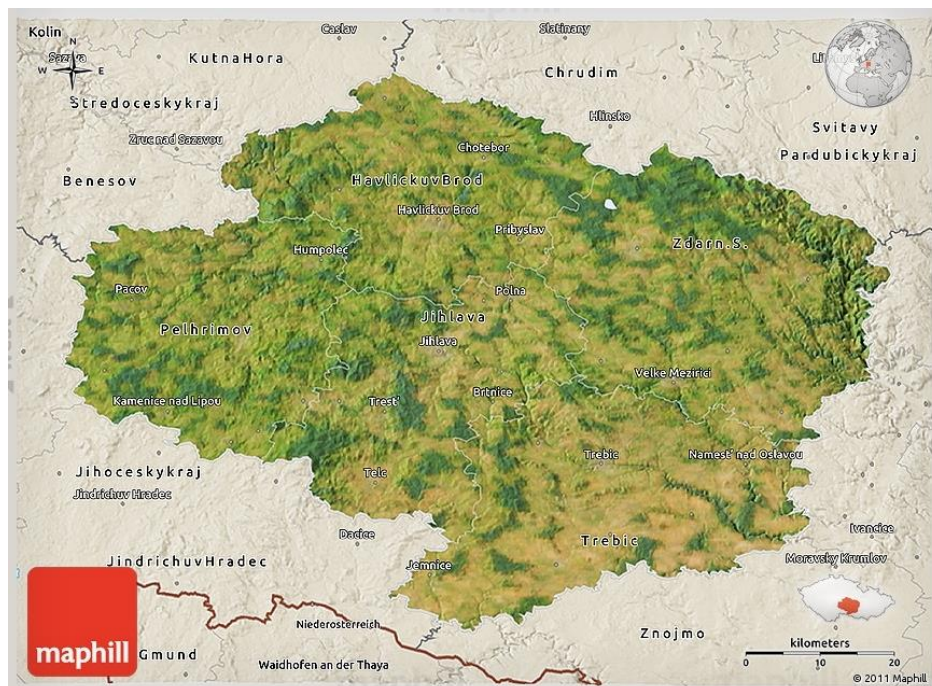 Kolin
N
Caslav
Slatinany
Sazava
W
E
S
KutnaHora
Chrudim
Stredoceskykraj
Hlinsko
Svitavy
Zruc nad Sazavou
Chotebor
Pardubickykraj
Benesov
HavlickuvBrod
Havlickuv Brod
Pribyslav
Zdarn.S.
Humpolec
Pacov
Polna
Jihlava
Pelhrimov
Jihlava
Velke Mezirici
Kamenice nad Lipou
Trest'
Brtnice
Trebic
Namest' nad Oslavou
Jihoceskykraj
Telc
Jindrichuv Hradec
Dacice
Ivancice
Trebic
JindrichuvHradec
Jemnice
Moravsky Krumlov
Niederosterreich
Znojmo
maphill
Gmund
Waidhofen an der Thaya
kilometers
0 10 20
© 2011 Maphill